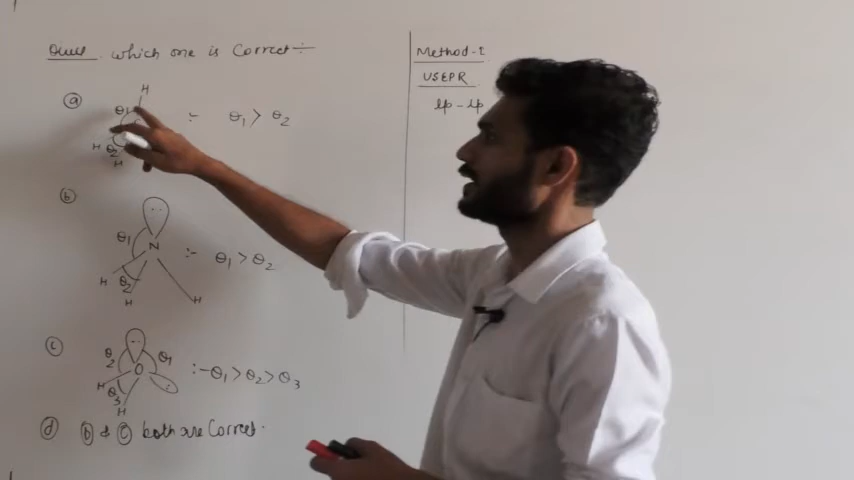 Ques. which one is Correct :-
(a) H θ1 H θ2 H :- θ1 > θ2
(b) θ1 N H θ2 H H :- θ1 > θ2
(c) θ2 θ1 O H θ3 H :- θ1 > θ2 > θ3
(d) (b) & (c) both are Correct.
Method-1
VSEPR
lp - lp